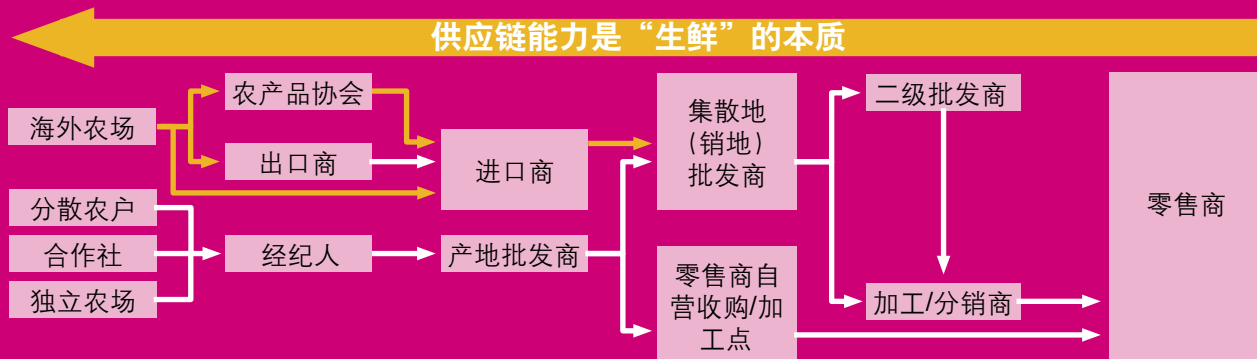 供应链能力是“生鲜”的本质
海外农场
农产品协会
出口商
进口商
分散农户
合作社
独立农场
经纪人
产地批发商
集散地
(销地)
批发商
零售商自
营收购/加
工点
二级批发商
加工/分销商
零售商